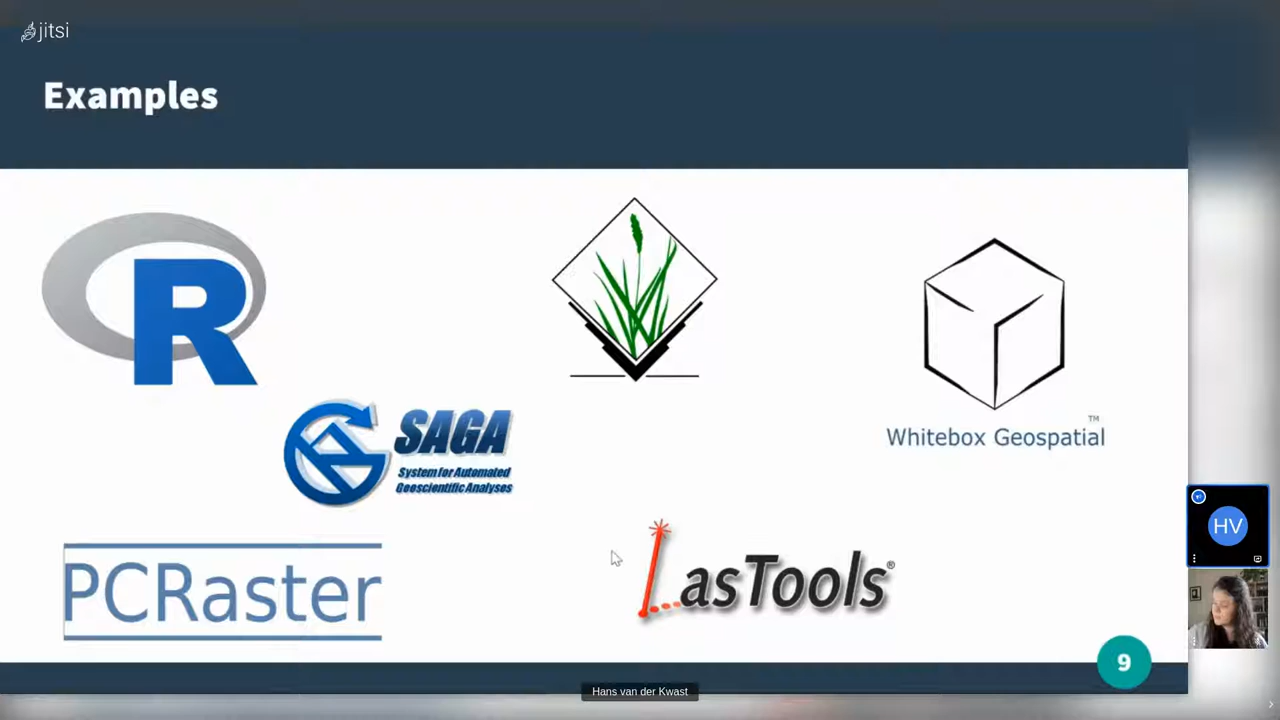 jitsi
Examples
R
SAGA
System for Automated
Geoscientific Analyses
™
Whitebox Geospatial
PCRaster
LasTools®
HV
9
Hans van der Kwast